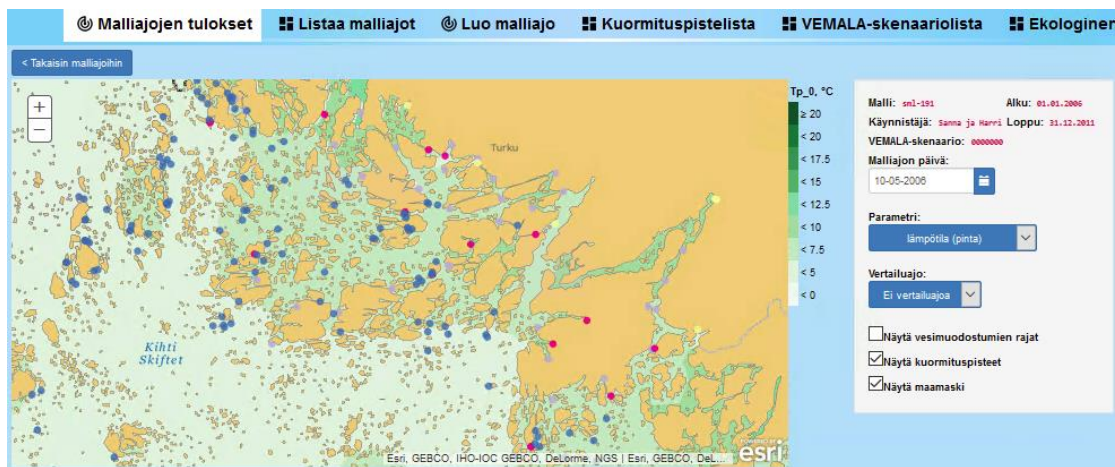 Malliajojen tulokset
Listaa malliajot
Luo malliajo
Kuormituspistelista
VEMALA-skenaariolista
Ekologinen
< Takaisin malliajoihin
+
−
Turku
Kihti
Skiftet
Esri, GEBCO, IHO-IOC GEBCO, DeLorme, NGS | Esri, GEBCO, DeL...
esri
Tp_0, °C
≥ 20
< 20
< 17.5
< 15
< 12.5
< 10
< 7.5
< 5
< 0
Malli: sml-191 Alku: 01.01.2006
Käynnistäjä: Sanna ja Harri Loppu: 31.12.2011
VEMALA-skenaario: 0000000
Malliajon päivä:
10-05-2006
Parametri:
lämpötila (pinta)
Vertailuajo:
Ei vertailuajoa
Näytä vesimuodostumien rajat
Näytä kuormituspisteet
Näytä maamaski